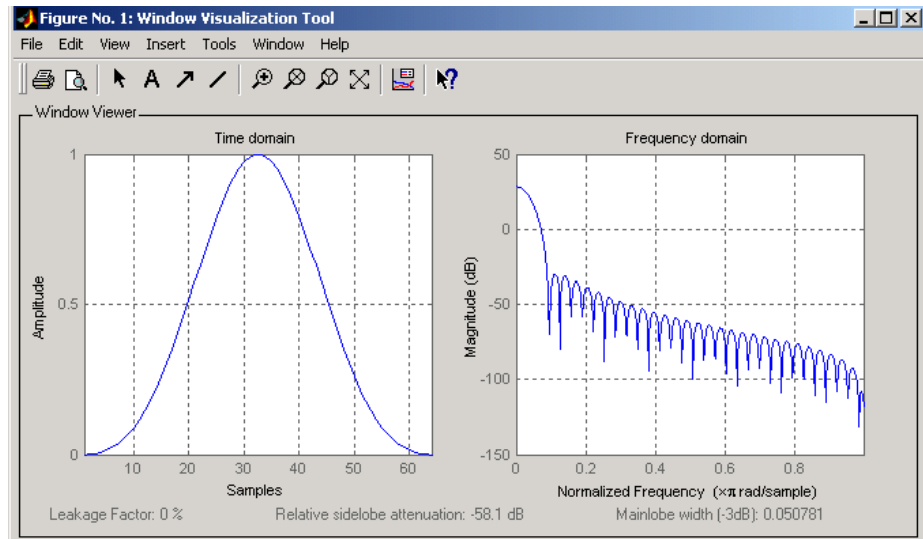 Figure No. 1: Window Visualization Tool
File Edit View Insert Tools Window Help
A
Window Viewer
Time domain
1
0.5
0
10 20 30 40 50 60
Amplitude
Samples
Frequency domain
50
0
-50
-100
-150
0 0.2 0.4 0.6 0.8
Magnitude (dB)
Normalized Frequency (×π rad/sample)
Leakage Factor: 0 % Relative sidelobe attenuation: -58.1 dB Mainlobe width (-3dB): 0.050781